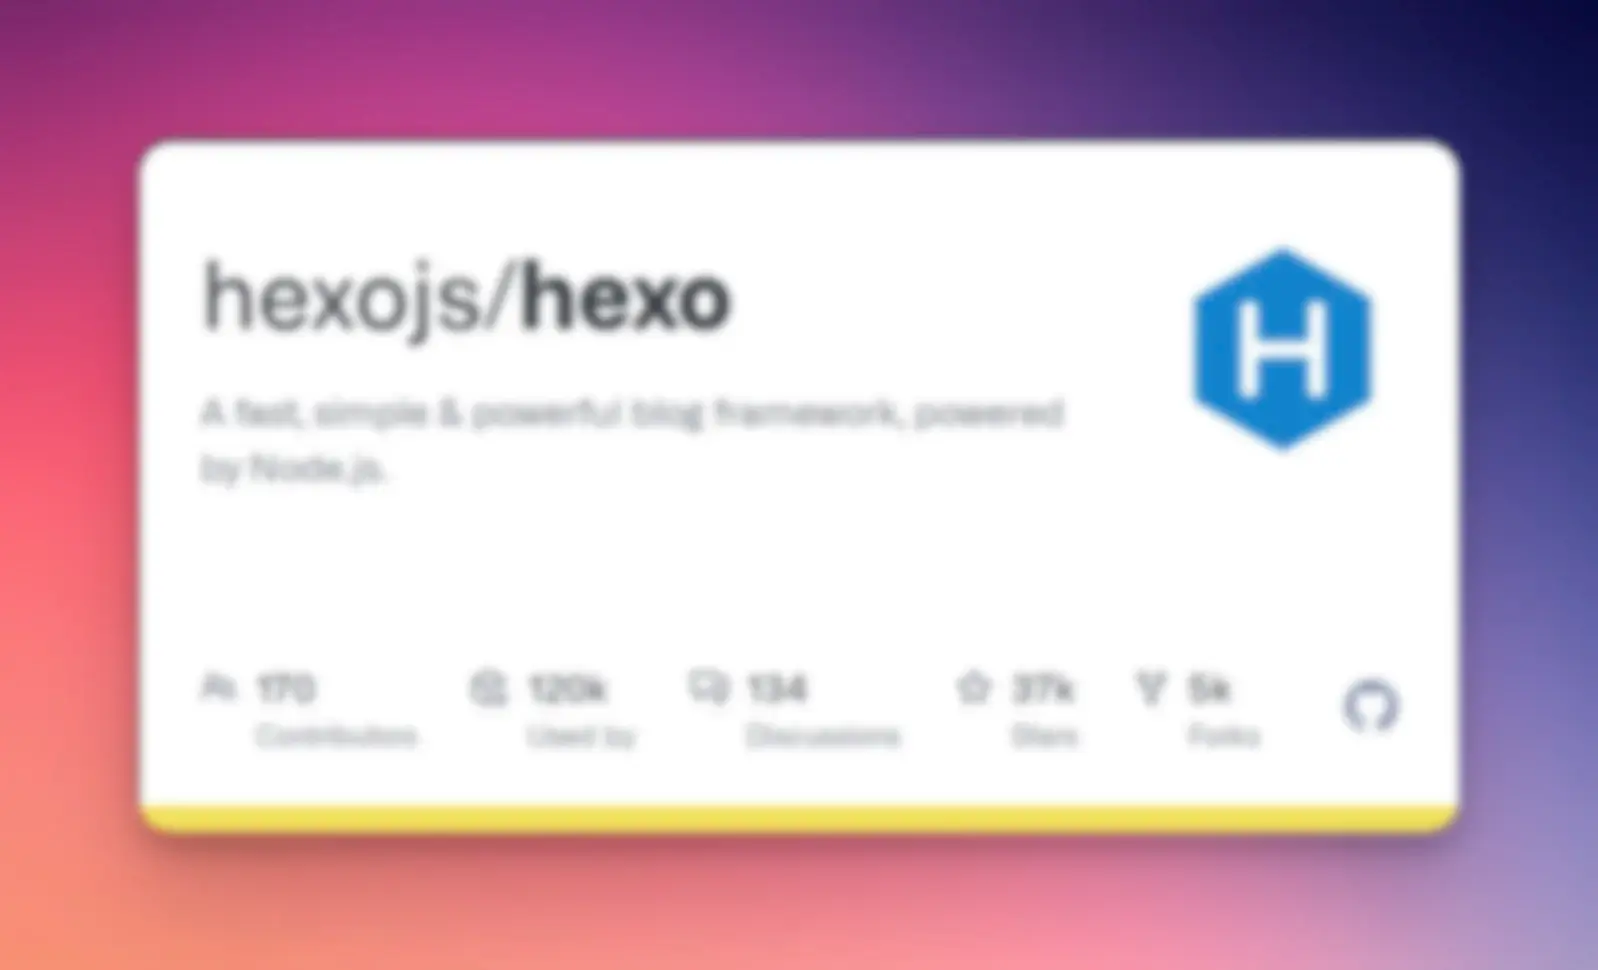 hexojs/hexo
H
A fast, simple & powerful blog framework, powered
by Node.js.
170 120k 134 37k 5k
Contributors Used by Discussions Stars Forks